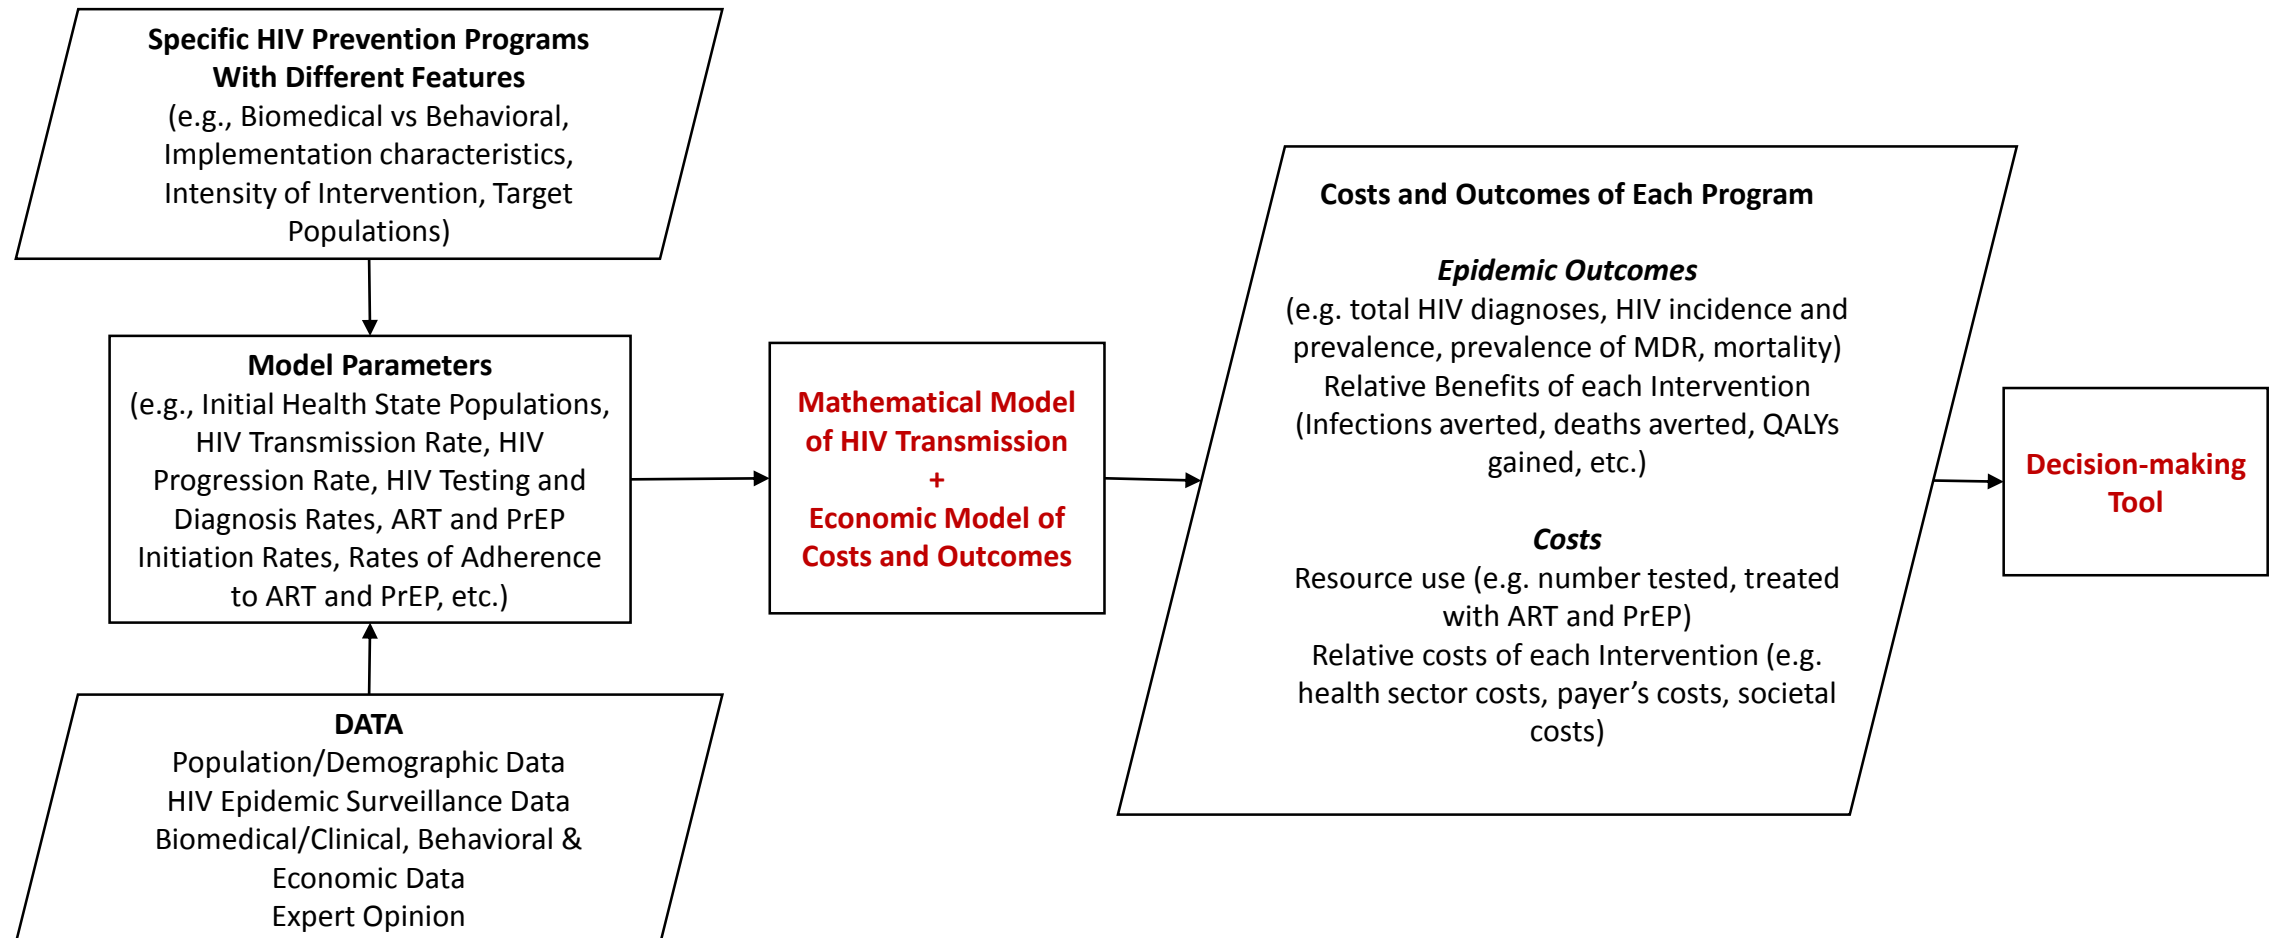 Specific HIV Prevention Programs
With Different Features
(e.g., Biomedical vs Behavioral,
Implementation characteristics,
Intensity of Intervention, Target
Populations)
Model Parameters
(e.g., Initial Health State Populations,
HIV Transmission Rate, HIV
Progression Rate, HIV Testing and
Diagnosis Rates, ART and PrEP
Initiation Rates, Rates of Adherence
to ART and PrEP, etc.)
DATA
Population/Demographic Data
HIV Epidemic Surveillance Data
Biomedical/Clinical, Behavioral &
Economic Data
Expert Opinion
Mathematical Model
of HIV Transmission
+
Economic Model of
Costs and Outcomes
Costs and Outcomes of Each Program
Epidemic Outcomes
(e.g. total HIV diagnoses, HIV incidence and
prevalence, prevalence of MDR, mortality)
Relative Benefits of each Intervention
(Infections averted, deaths averted, QALYs
gained, etc.)
Costs
Resource use (e.g. number tested, treated
with ART and PrEP)
Relative costs of each Intervention (e.g.
health sector costs, payer's costs, societal
costs)
Decision-making
Tool